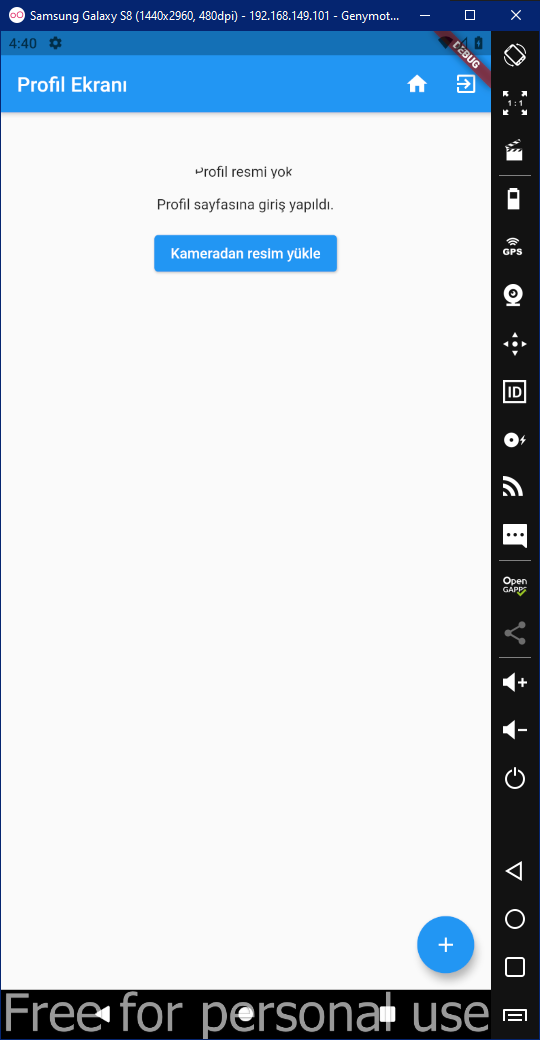 Samsung Galaxy S8 (1440x2960, 480dpi) - 192.168.149.101 - Genymot...
4:40
DEBUG
Profil Ekranı
1 : 1
Profil resmi yok
GPS
Profil sayfasına giriş yapıldı.
Kameradan resim yükle
ID
Open
GAPPS
Free for personal use